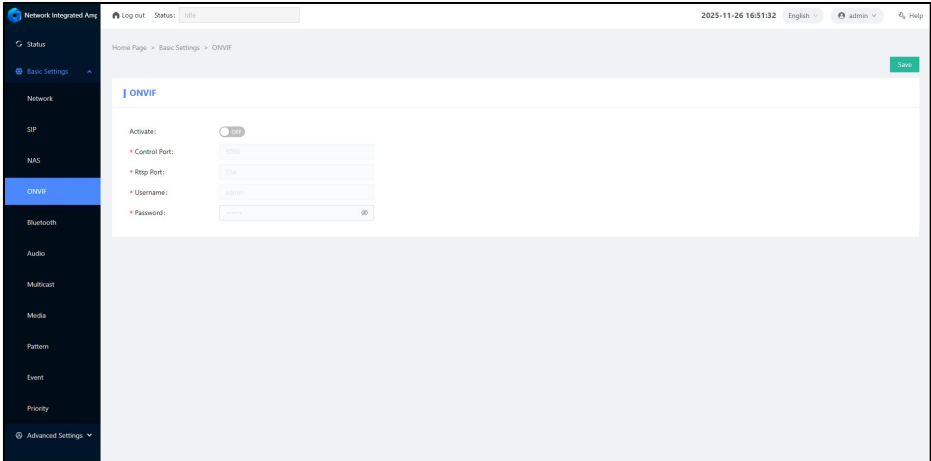 Network Integrated Amp
Log out Status: Idle 2025-11-26 16:51:32 English admin Help
Status
Home Page > Basic Settings > ONVIF
Save
Basic Settings
ONVIF
Network
SIP
Activate: OFF
Control Port:
NAS
* Rtsp Port:
ONVIF
* Username: admin
* Password:
Bluetooth
Audio
Multicast
Media
Pattern
Event
Priority
Advanced Settings